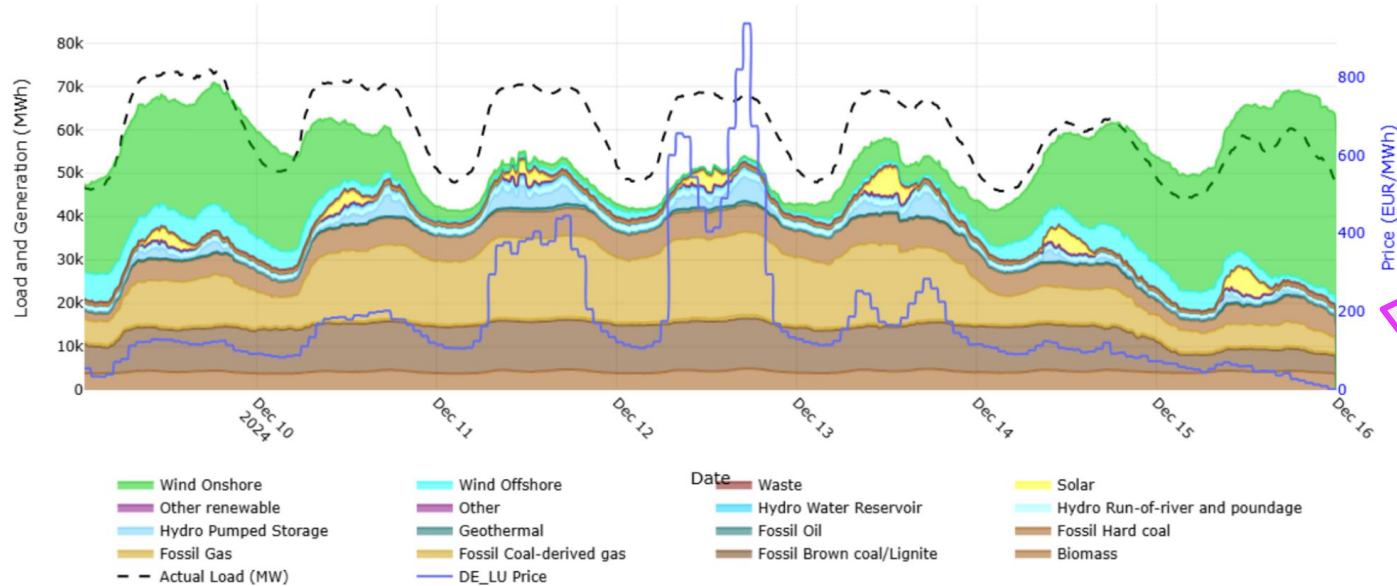 80k
70k
60k
50k
40k
30k
20k
10k
0
Load and Generation (MWh)
800
600
400
200
0
Price (EUR/MWh)
Dec 10
2024
Dec 11
Dec 12
Dec 13
Dec 14
Dec 15
Dec 16
Date
Wind Onshore Wind Offshore Waste Solar
Other renewable Other Hydro Water Reservoir Hydro Run-of-river and poundage
Hydro Pumped Storage Geothermal Fossil Oil Fossil Hard coal
Fossil Gas Fossil Coal-derived gas Fossil Brown coal/Lignite Biomass
Actual Load (MW) DE_LU Price